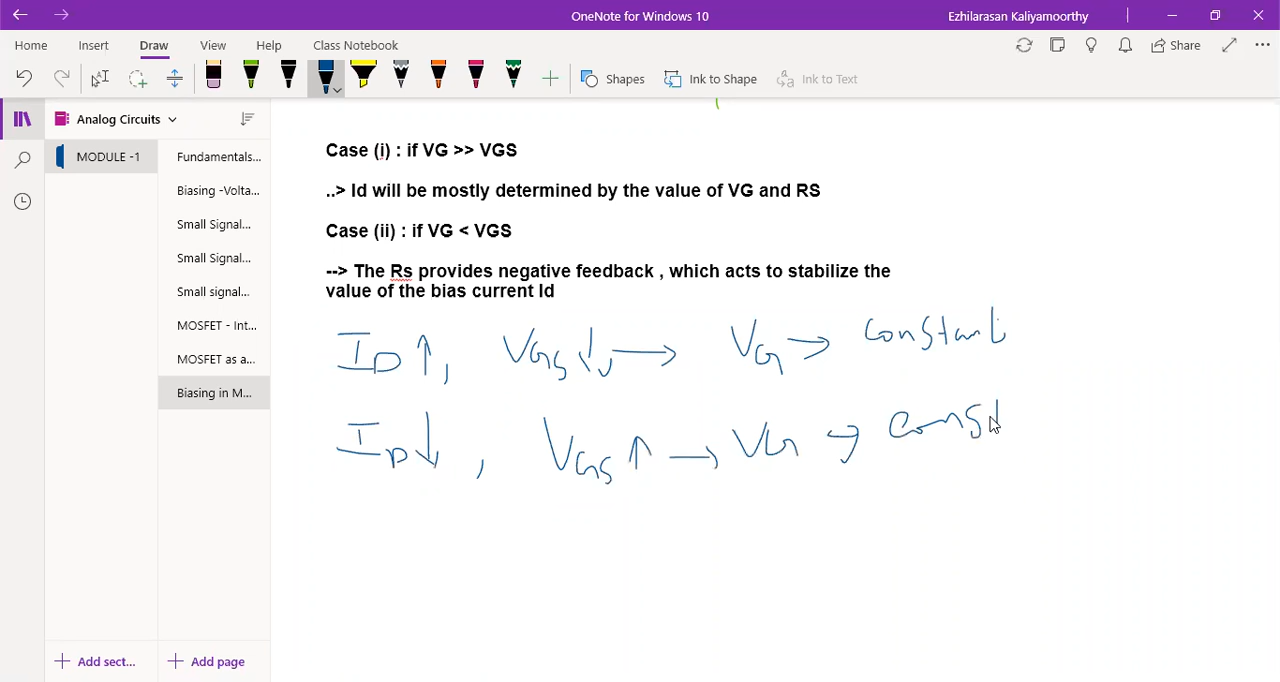 OneNote for Windows 10
Ezhilarasan Kaliyamoorthy
Home Insert Draw View Help Class Notebook
Share
Shapes Ink to Shape Ink to Text
Analog Circuits
MODULE -1
Fundamentals...
Biasing -Volta...
Small Signal...
Small Signal...
Small signal...
MOSFET - Int...
MOSFET as a...
Biasing in M...
Add sect...
Add page
Case (i) : if VG >> VGS
..> Id will be mostly determined by the value of VG and RS
Case (ii) : if VG < VGS
--> The Rs provides negative feedback , which acts to stabilize the
value of the bias current Id
ID ↑, VGS ↓ → VG → constant
ID ↓, VGS ↑ → VG → const